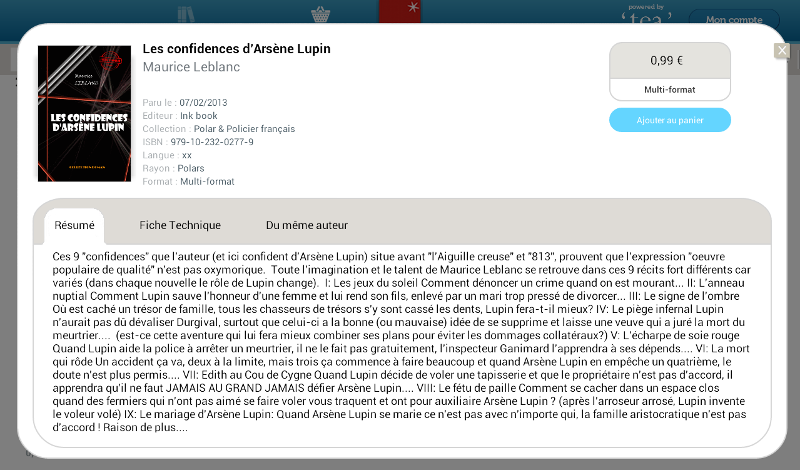 powered by
'tea'
Mon compte
Les confidences d'Arsène Lupin
Maurice Leblanc
LES CONFIDENCES
D'ARSÈNE LUPIN
Paru le : 07/02/2013
Editeur : Ink book
Collection : Polar & Policier français
ISBN : 979-10-232-0277-9
Langue : xx
Rayon : Polars
Format : Multi-format
0,99 €
Multi-format
Ajouter au panier
Résumé
Fiche Technique
Du même auteur
Ces 9 "confidences" que l'auteur (et ici confident d'Arsène Lupin) situe avant "l'Aiguille creuse" et "813", prouvent que l'expression "oeuvre
populaire de qualité" n'est pas oxymorique. Toute l'imagination et le talent de Maurice Leblanc se retrouve dans ces 9 récits fort différents car
variés (dans chaque nouvelle le rôle de Lupin change). I: Les jeux du soleil Comment dénoncer un crime quand on est mourant... II: L'anneau
nuptial Comment Lupin sauve l'honneur d'une femme et lui rend son fils, enlevé par un mari trop pressé de divorcer... III: Le signe de l'ombre
Où est caché un trésor de famille, tous les chasseurs de trésors s'y sont cassé les dents, Lupin fera-t-il mieux? IV: Le piège infernal Lupin
n'aurait pas dû dévaliser Durgival, surtout que celui-ci a la bonne (ou mauvaise) idée de se supprime et laisse une veuve qui a juré la mort du
meurtrier.... (est-ce cette aventure qui lui fera mieux combiner ses plans pour éviter les dommages collatéraux?) V: L'écharpe de soie rouge
Quand Lupin aide la police à arrêter un meurtrier, il ne le fait pas gratuitement, l'inspecteur Ganimard l'apprendra à ses dépends.... VI: La mort
qui rôde Un accident ça va, deux à la limite, mais trois ça commence à faire beaucoup et quand Arsène Lupin en empêche un quatrième, le
doute n'est plus permis.... VII: Edith au Cou de Cygne Quand Lupin décide de voler une tapisserie et que le propriétaire n'est pas d'accord, il
apprendra qu'il ne faut JAMAIS AU GRAND JAMAIS défier Arsène Lupin.... VIII: Le fétu de paille Comment se cacher dans un espace clos
quand des fermiers qui n'ont pas aimé se faire voler vous traquent et ont pour auxiliaire Arsène Lupin ? (après l'arroseur arrosé, Lupin invente
le voleur volé) IX: Le mariage d'Arsène Lupin: Quand Arsène Lupin se marie ce n'est pas avec n'importe qui, la famille aristocratique n'est pas
d'accord ! Raison de plus....